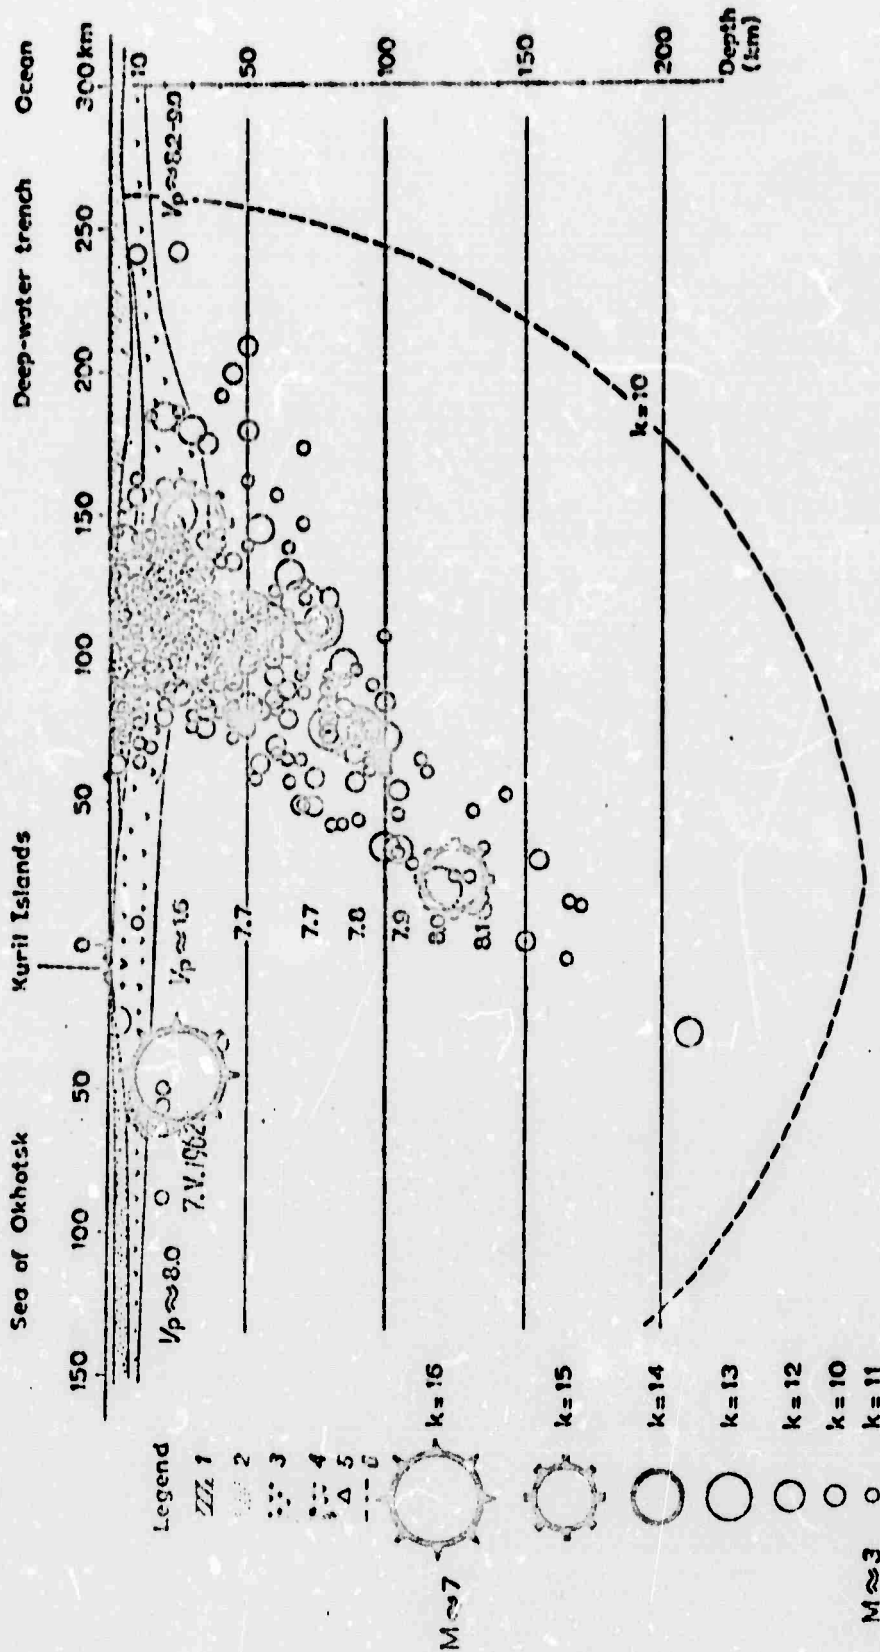 Sea of Okhotsk
Kuril Islands
Deep-water trench
Ocean
150
100
50
0
50
100
150
200
250
300 km
10
50
100
150
200
Depth
(km)
Vp≈8.0
7.V.1962
Vp≈1.5
Vp≈8.2-9.0
7.7
7.7
7.8
7.9
8.0
8.1
k=10
Legend
1
2
3
4
5
M≈7
k=16
k=15
k=14
k=13
k=12
k=10
M≈3
k=11